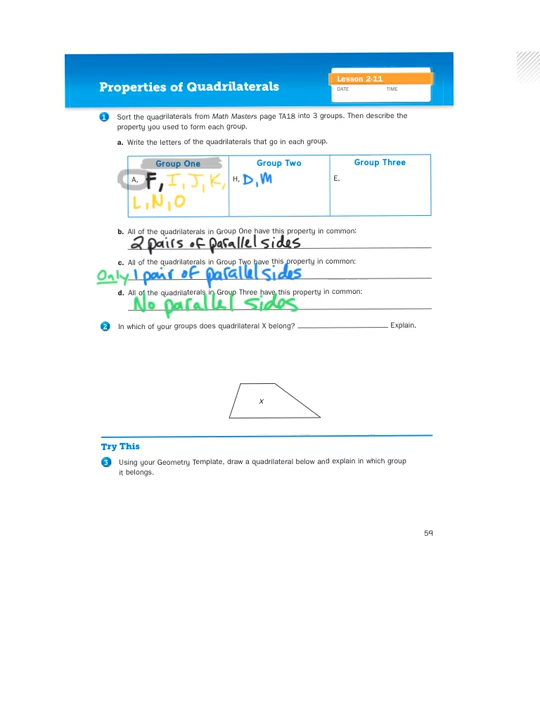 Properties of Quadrilaterals
Lesson 2-11
DATE TIME
1 Sort the quadrilaterals from Math Masters page TA18 into 3 groups. Then describe the
property you used to form each group.
a. Write the letters of the quadrilaterals that go in each group.
Group One Group Two Group Three
A, F, I, J, K, H, D, M E,
L, N, O
b. All of the quadrilaterals in Group One have this property in common:
2 pairs of parallel sides
c. All of the quadrilaterals in Group Two have this property in common:
Only 1 pair of parallel sides
d. All of the quadrilaterals in Group Three have this property in common:
No parallel sides
2 In which of your groups does quadrilateral X belong? ____________ Explain.
X
Try This
3 Using your Geometry Template, draw a quadrilateral below and explain in which group
it belongs.
59